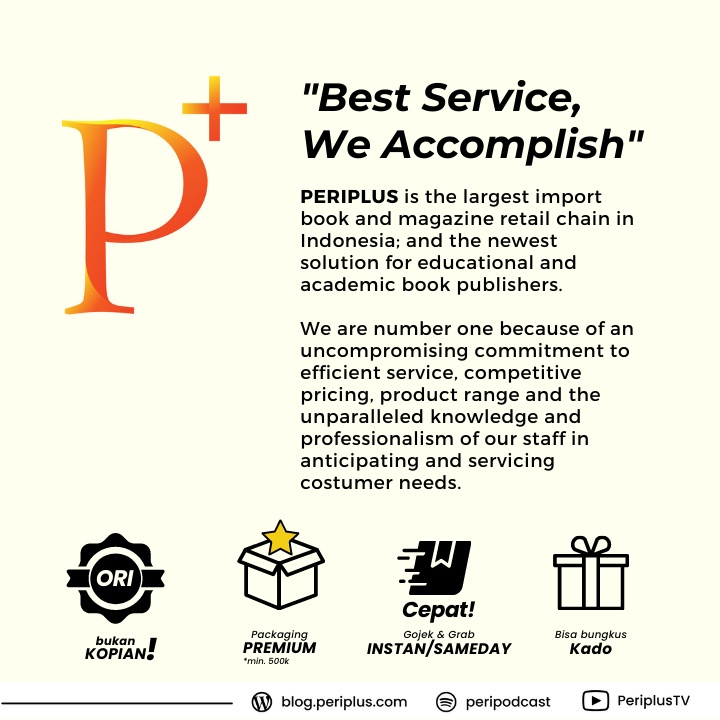 P+
"Best Service,
We Accomplish"
PERIPLUS is the largest import
book and magazine retail chain in
Indonesia; and the newest
solution for educational and
academic book publishers.
We are number one because of an
uncompromising commitment to
efficient service, competitive
pricing, product range and the
unparalleled knowledge and
professionalism of our staff in
anticipating and servicing
costumer needs.
ORI
bukan
KOPIAN!
Packaging
PREMIUM
*min. 500k
Cepat!
Gojek & Grab
INSTAN/SAMEDAY
Bisa bungkus
Kado
blog.periplus.com
peripodcast
PeriplusTV